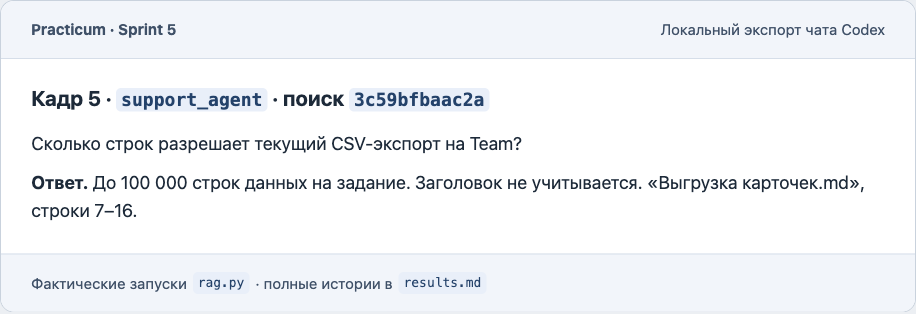 Practicum · Sprint 5
Локальный экспорт чата Codex
Кадр 5 · support_agent · поиск 3c59bfbaac2a
Сколько строк разрешает текущий CSV-экспорт на Team?
Ответ. До 100 000 строк данных на задание. Заголовок не учитывается. «Выгрузка карточек.md»,
строки 7–16.
Фактические запуски rag.py · полные истории в results.md